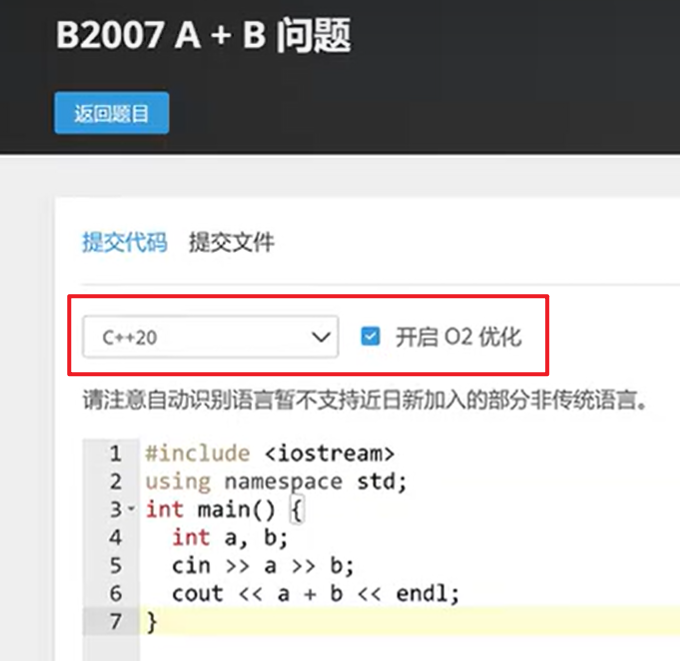 B2007 A + B 问题
返回题目
提交代码 提交文件
C++20 开启 O2 优化
请注意自动识别语言暂不支持近日新加入的部分非传统语言。
1 #include <iostream>
2 using namespace std;
3 int main() {
4 int a, b;
5 cin >> a >> b;
6 cout << a + b << endl;
7 }